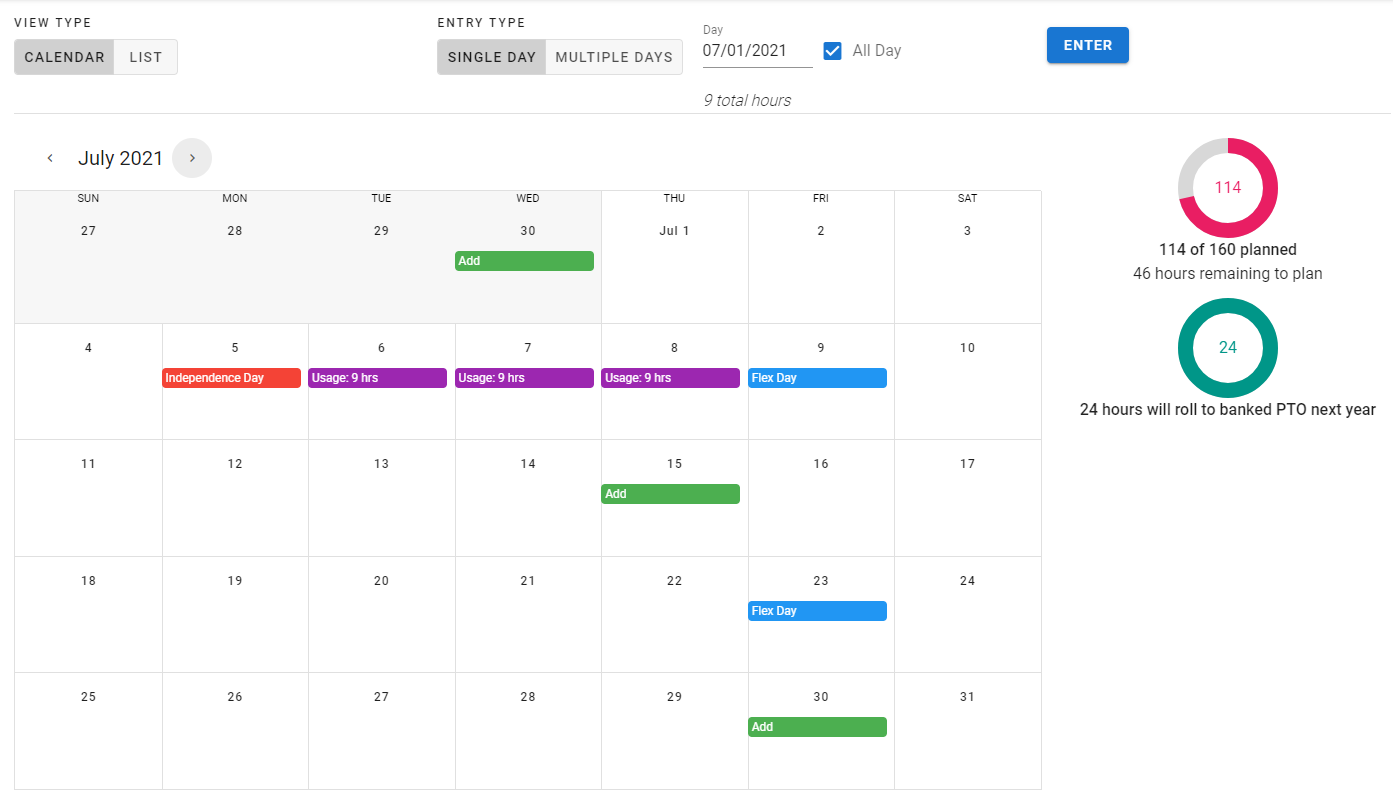 VIEW TYPE
CALENDAR LIST
ENTRY TYPE
SINGLE DAY MULTIPLE DAYS
Day
07/01/2021
All Day
9 total hours
ENTER
July 2021
SUN MON TUE WED THU FRI SAT
27 28 29 30 Jul 1 2 3
Add
4 5 6 7 8 9 10
Independence Day Usage: 9 hrs Usage: 9 hrs Usage: 9 hrs Flex Day
11 12 13 14 15 16 17
Add
18 19 20 21 22 23 24
Flex Day
25 26 27 28 29 30 31
Add
114
114 of 160 planned
46 hours remaining to plan
24
24 hours will roll to banked PTO next year